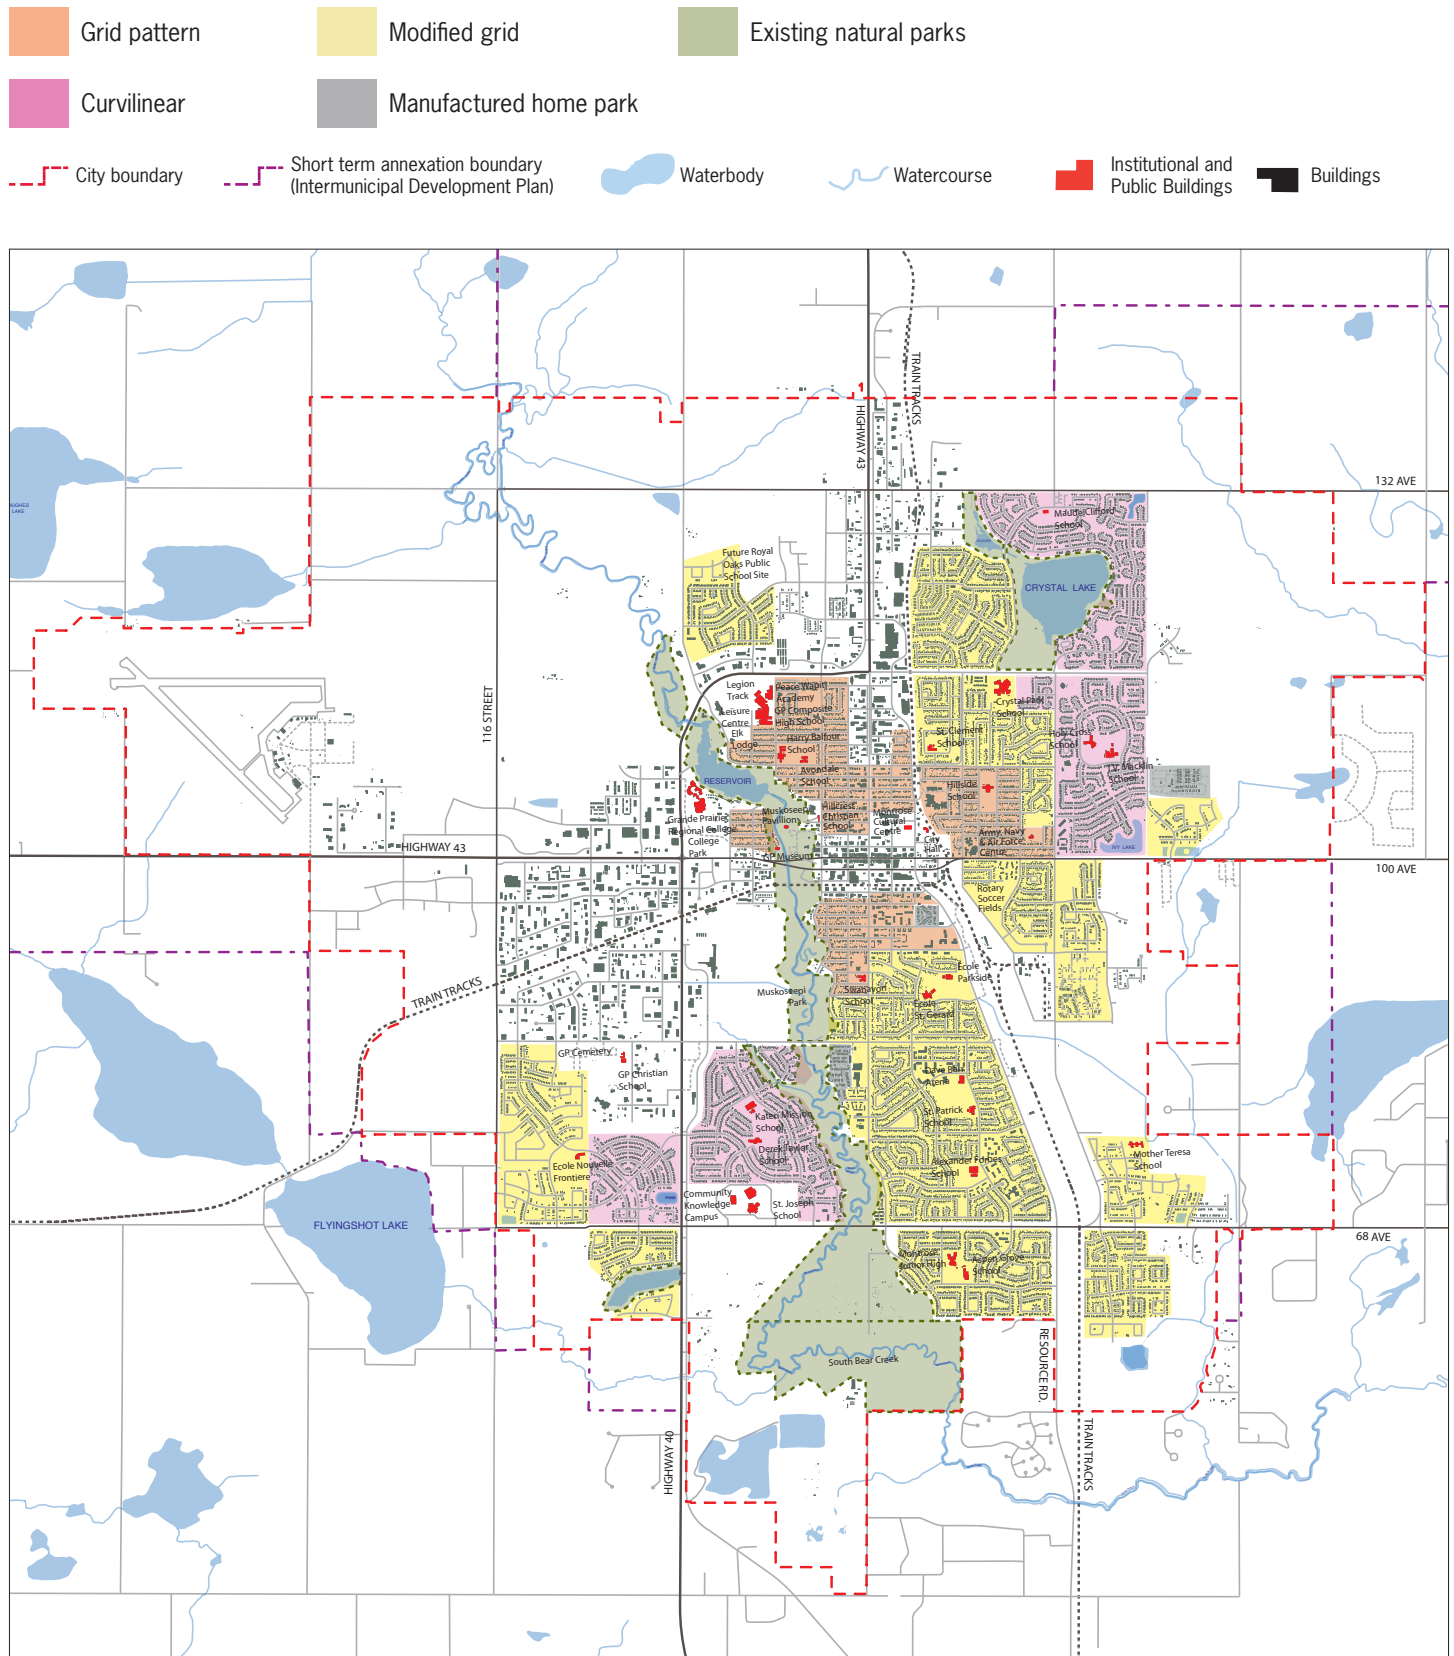 Grid pattern
Modified grid
Existing natural parks
Curvilinear
Manufactured home park
City boundary
Short term annexation boundary
(Intermunicipal Development Plan)
Waterbody
Watercourse
Institutional and
Public Buildings
Buildings
TRAIN TRACKS
HIGHWAY 43
132 AVE
HUGHES
LAKE
Maude Clifford
School
Future Royal
Oaks Public
School Site
CRYSTAL LAKE
116 STREET
Legion
Track
Peace Wapiti
Academy
Leisure
Centre
GP Composite
High School
Elk
Lodge
Harry Balfour
School
Crystal Park
School
St. Clement
School
Holy Cross
School
I.V. Macklin
School
RESERVOIR
Avondale
School
Hillside
School
Muskoseepi
Pavillion
Hillcrest
Christian
School
Montrose
Cultural
Centre
Grande Prairie
Regional College
College
Park
City
Hall
Army, Navy
& Air Force
Centre
IVY LAKE
GP Museum
HIGHWAY 43
100 AVE
Rotary
Soccer
Fields
TRAIN TRACKS
Muskoseepi
Park
Swanavon
School
Ecole
Parkside
Ecole
St. Gerard
GP Cemetery
GP Christian
School
Dave Barr
Arena
Kateri Mission
School
St. Patrick
School
Derek Taylor
School
Alexander Forbes
School
Mother Teresa
School
Ecole Nouvelle
Frontiere
Community
Knowledge
Campus
St. Joseph
School
FLYINGSHOT LAKE
68 AVE
Montrose
Junior High
Aspen Grove
School
South Bear Creek
RESOURCE RD.
HIGHWAY 40
TRAIN TRACKS